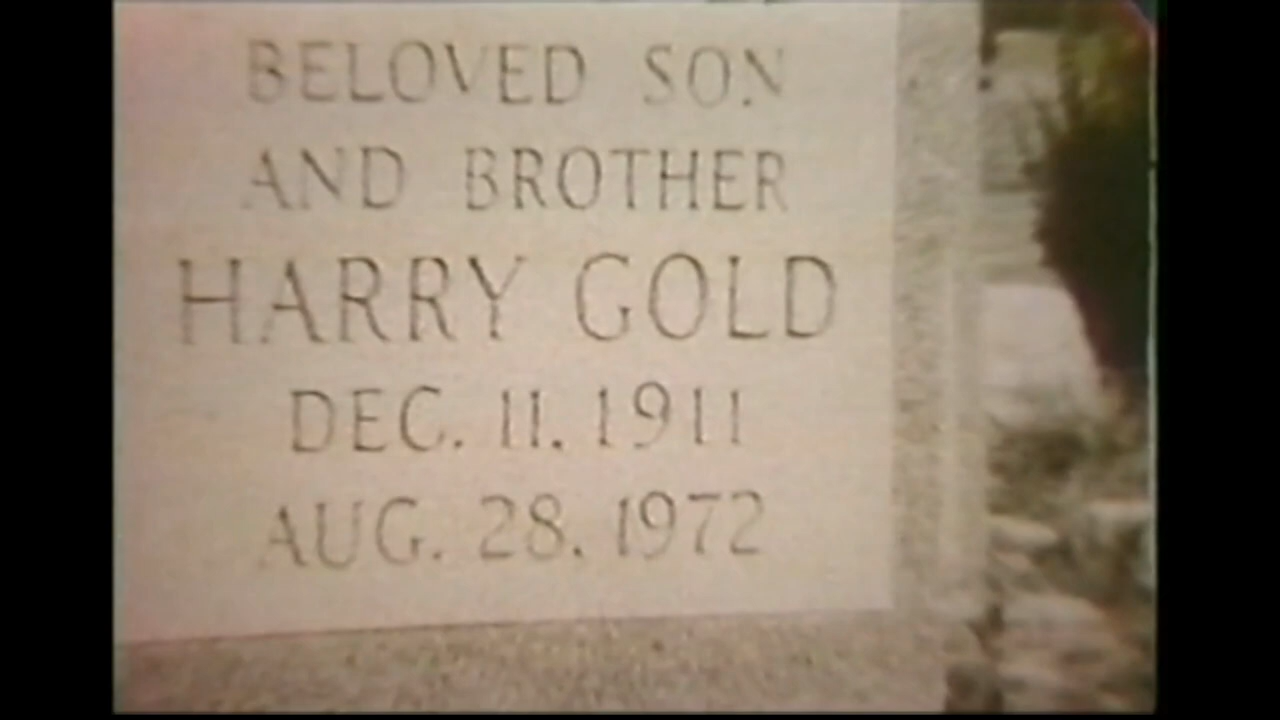 BELOVED SON
AND BROTHER
HARRY GOLD
DEC. 11. 1911
AUG. 28. 1972